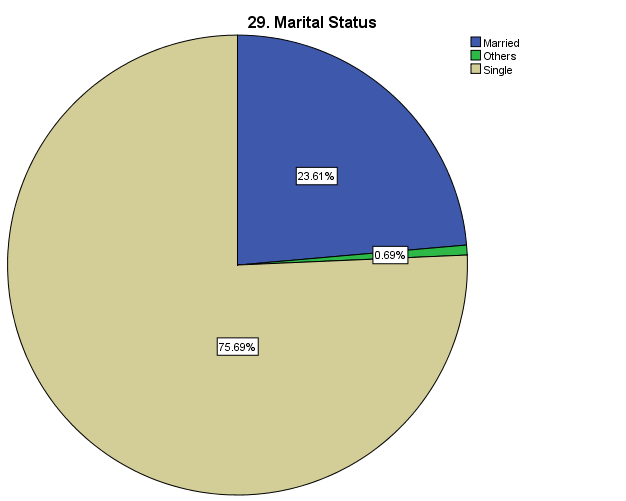 29. Marital Status
Married
Others
Single
23.61%
0.69%
75.69%